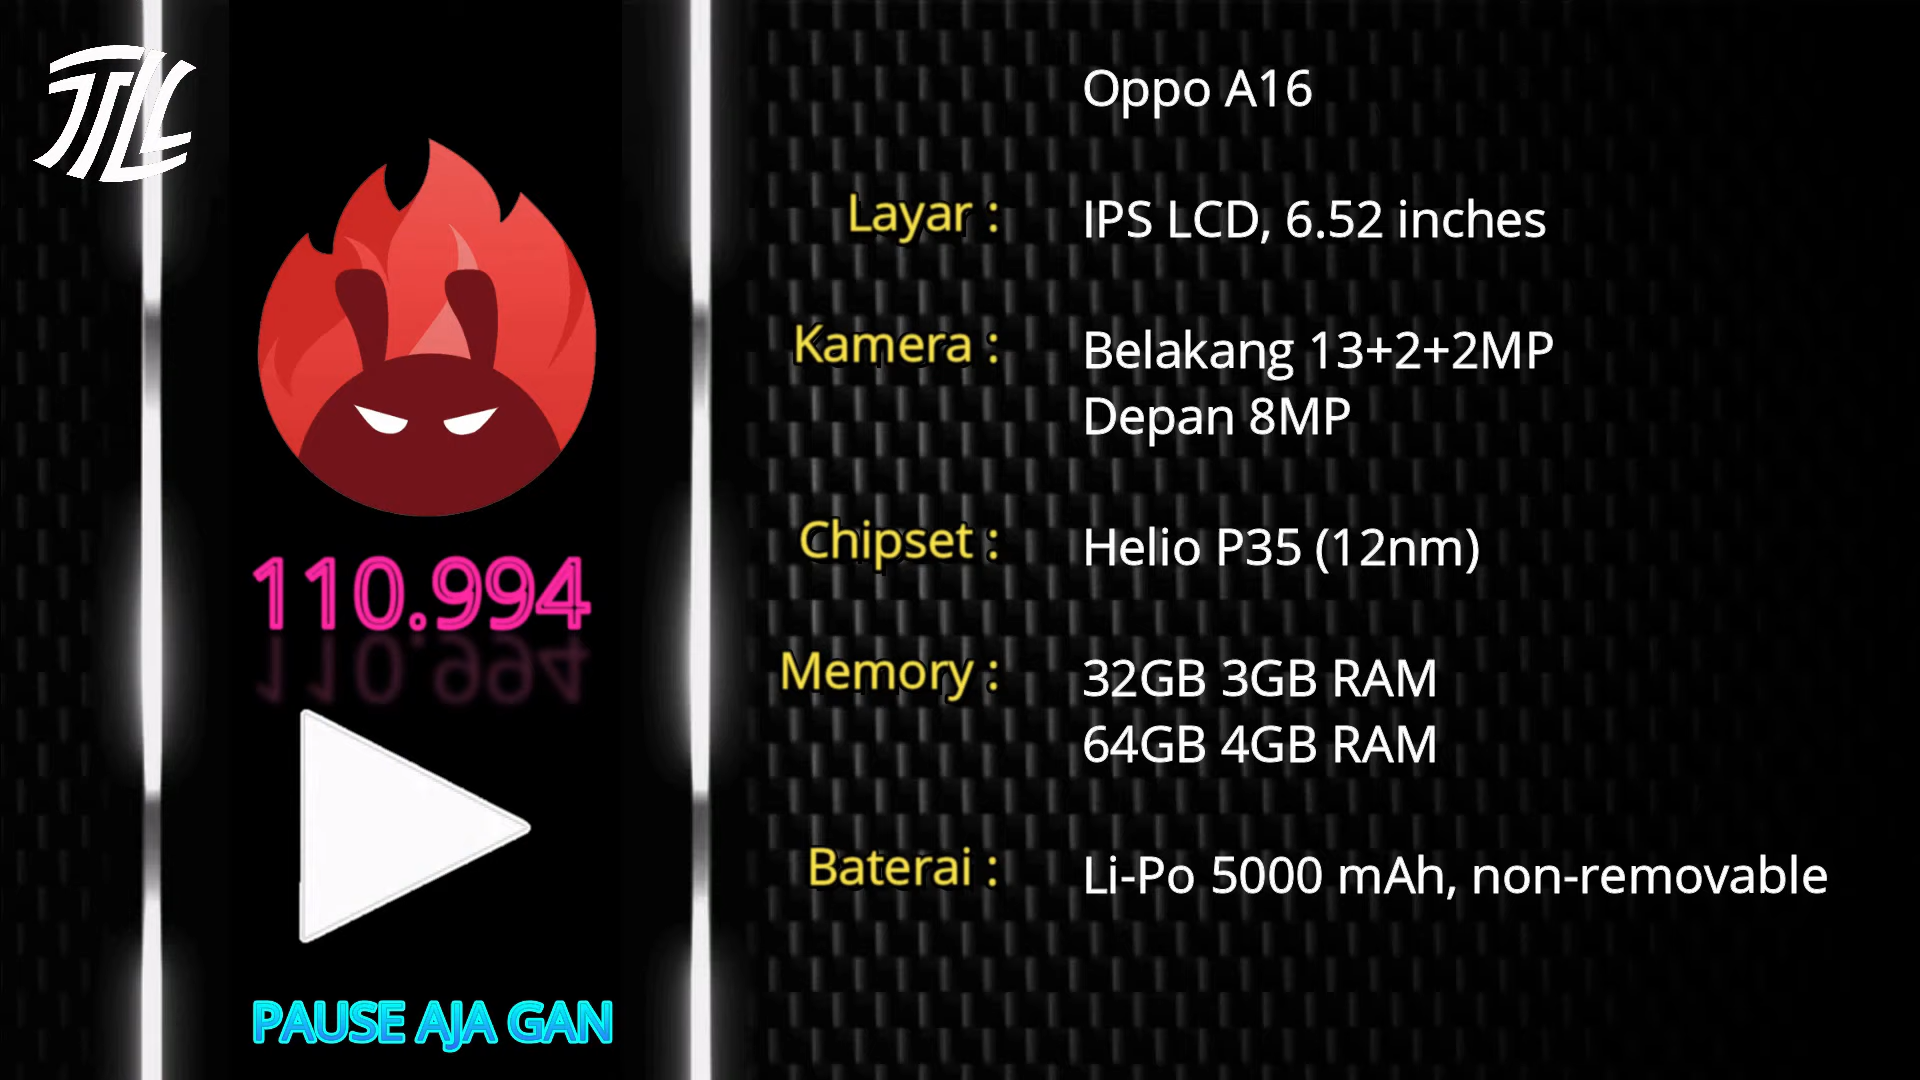 TLC
110.994
PAUSE AJA GAN
Oppo A16
Layar : IPS LCD, 6.52 inches
Kamera : Belakang 13+2+2MP
Depan 8MP
Chipset : Helio P35 (12nm)
Memory : 32GB 3GB RAM
64GB 4GB RAM
Baterai : Li-Po 5000 mAh, non-removable